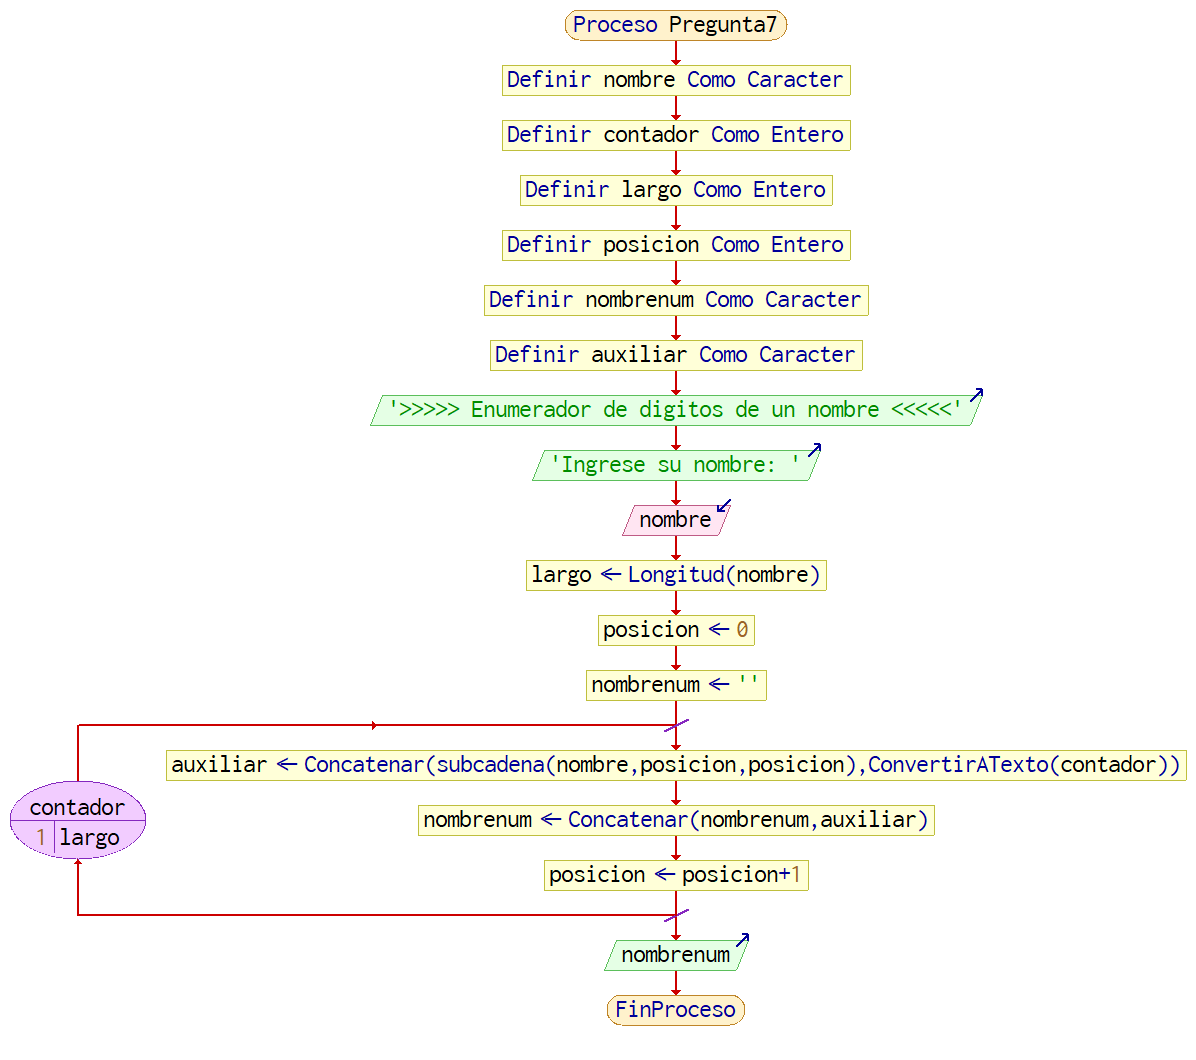 Proceso Pregunta7
Definir nombre Como Caracter
Definir contador Como Entero
Definir largo Como Entero
Definir posicion Como Entero
Definir nombrenum Como Caracter
Definir auxiliar Como Caracter
'>>>>> Enumerador de digitos de un nombre <<<<<'
'Ingrese su nombre: '
nombre
largo ← Longitud(nombre)
posicion ← 0
nombrenum ← ''
auxiliar ← Concatenar(subcadena(nombre,posicion,posicion),ConvertirATexto(contador))
contador
1 largo
nombrenum ← Concatenar(nombrenum,auxiliar)
posicion ← posicion+1
nombrenum
FinProceso